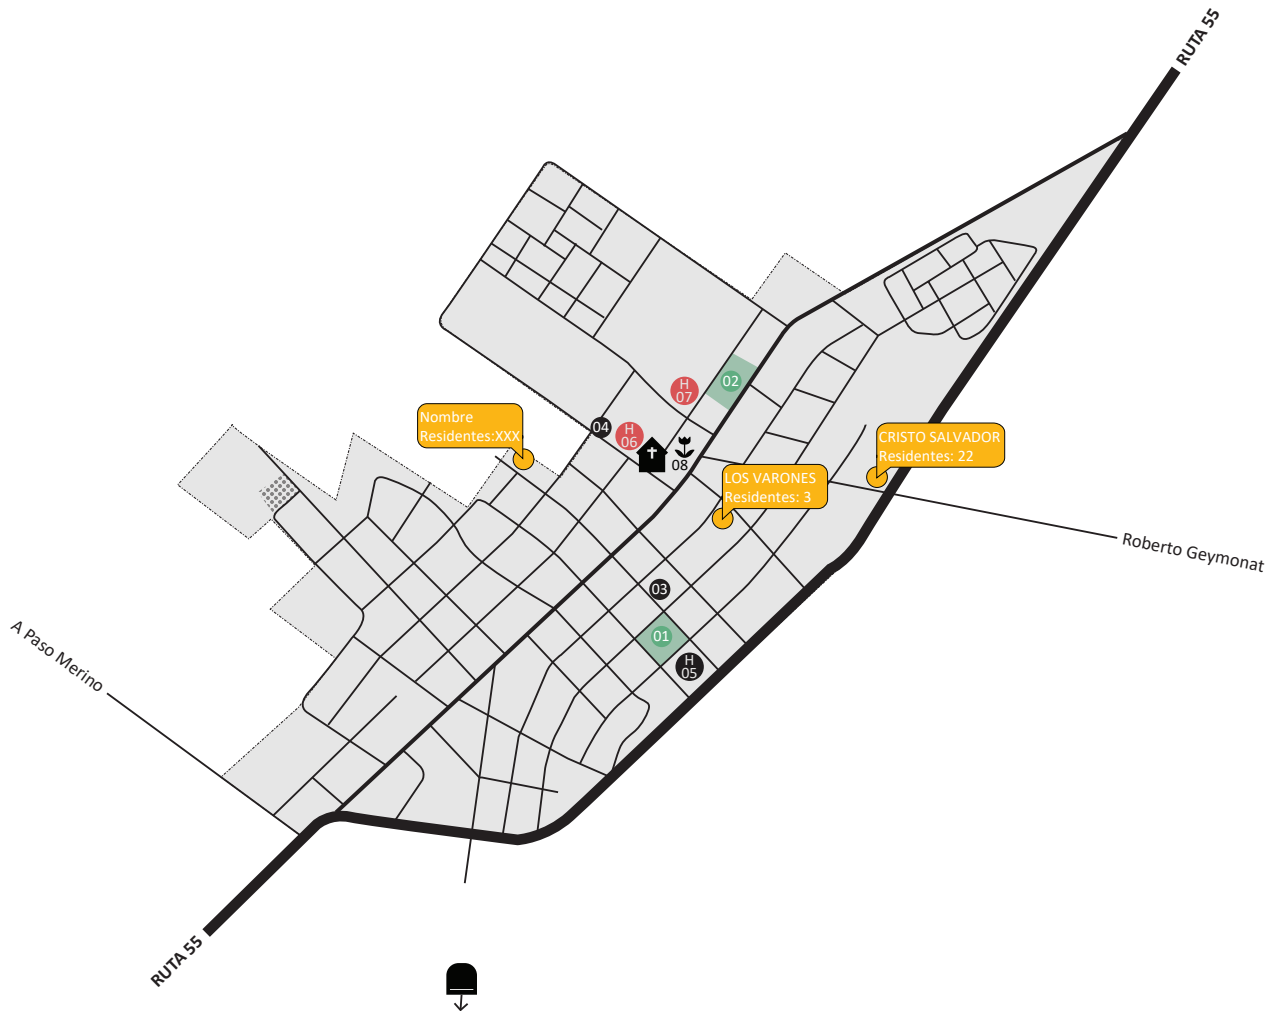 RUTA 55
02
H
07
Nombre
Residentes:XXX
04
H
06
08
CRISTO SALVADOR
Residentes: 22
LOS VARONES
Residentes: 3
Roberto Geymonat
03
01
H
05
A Paso Merino
RUTA 55